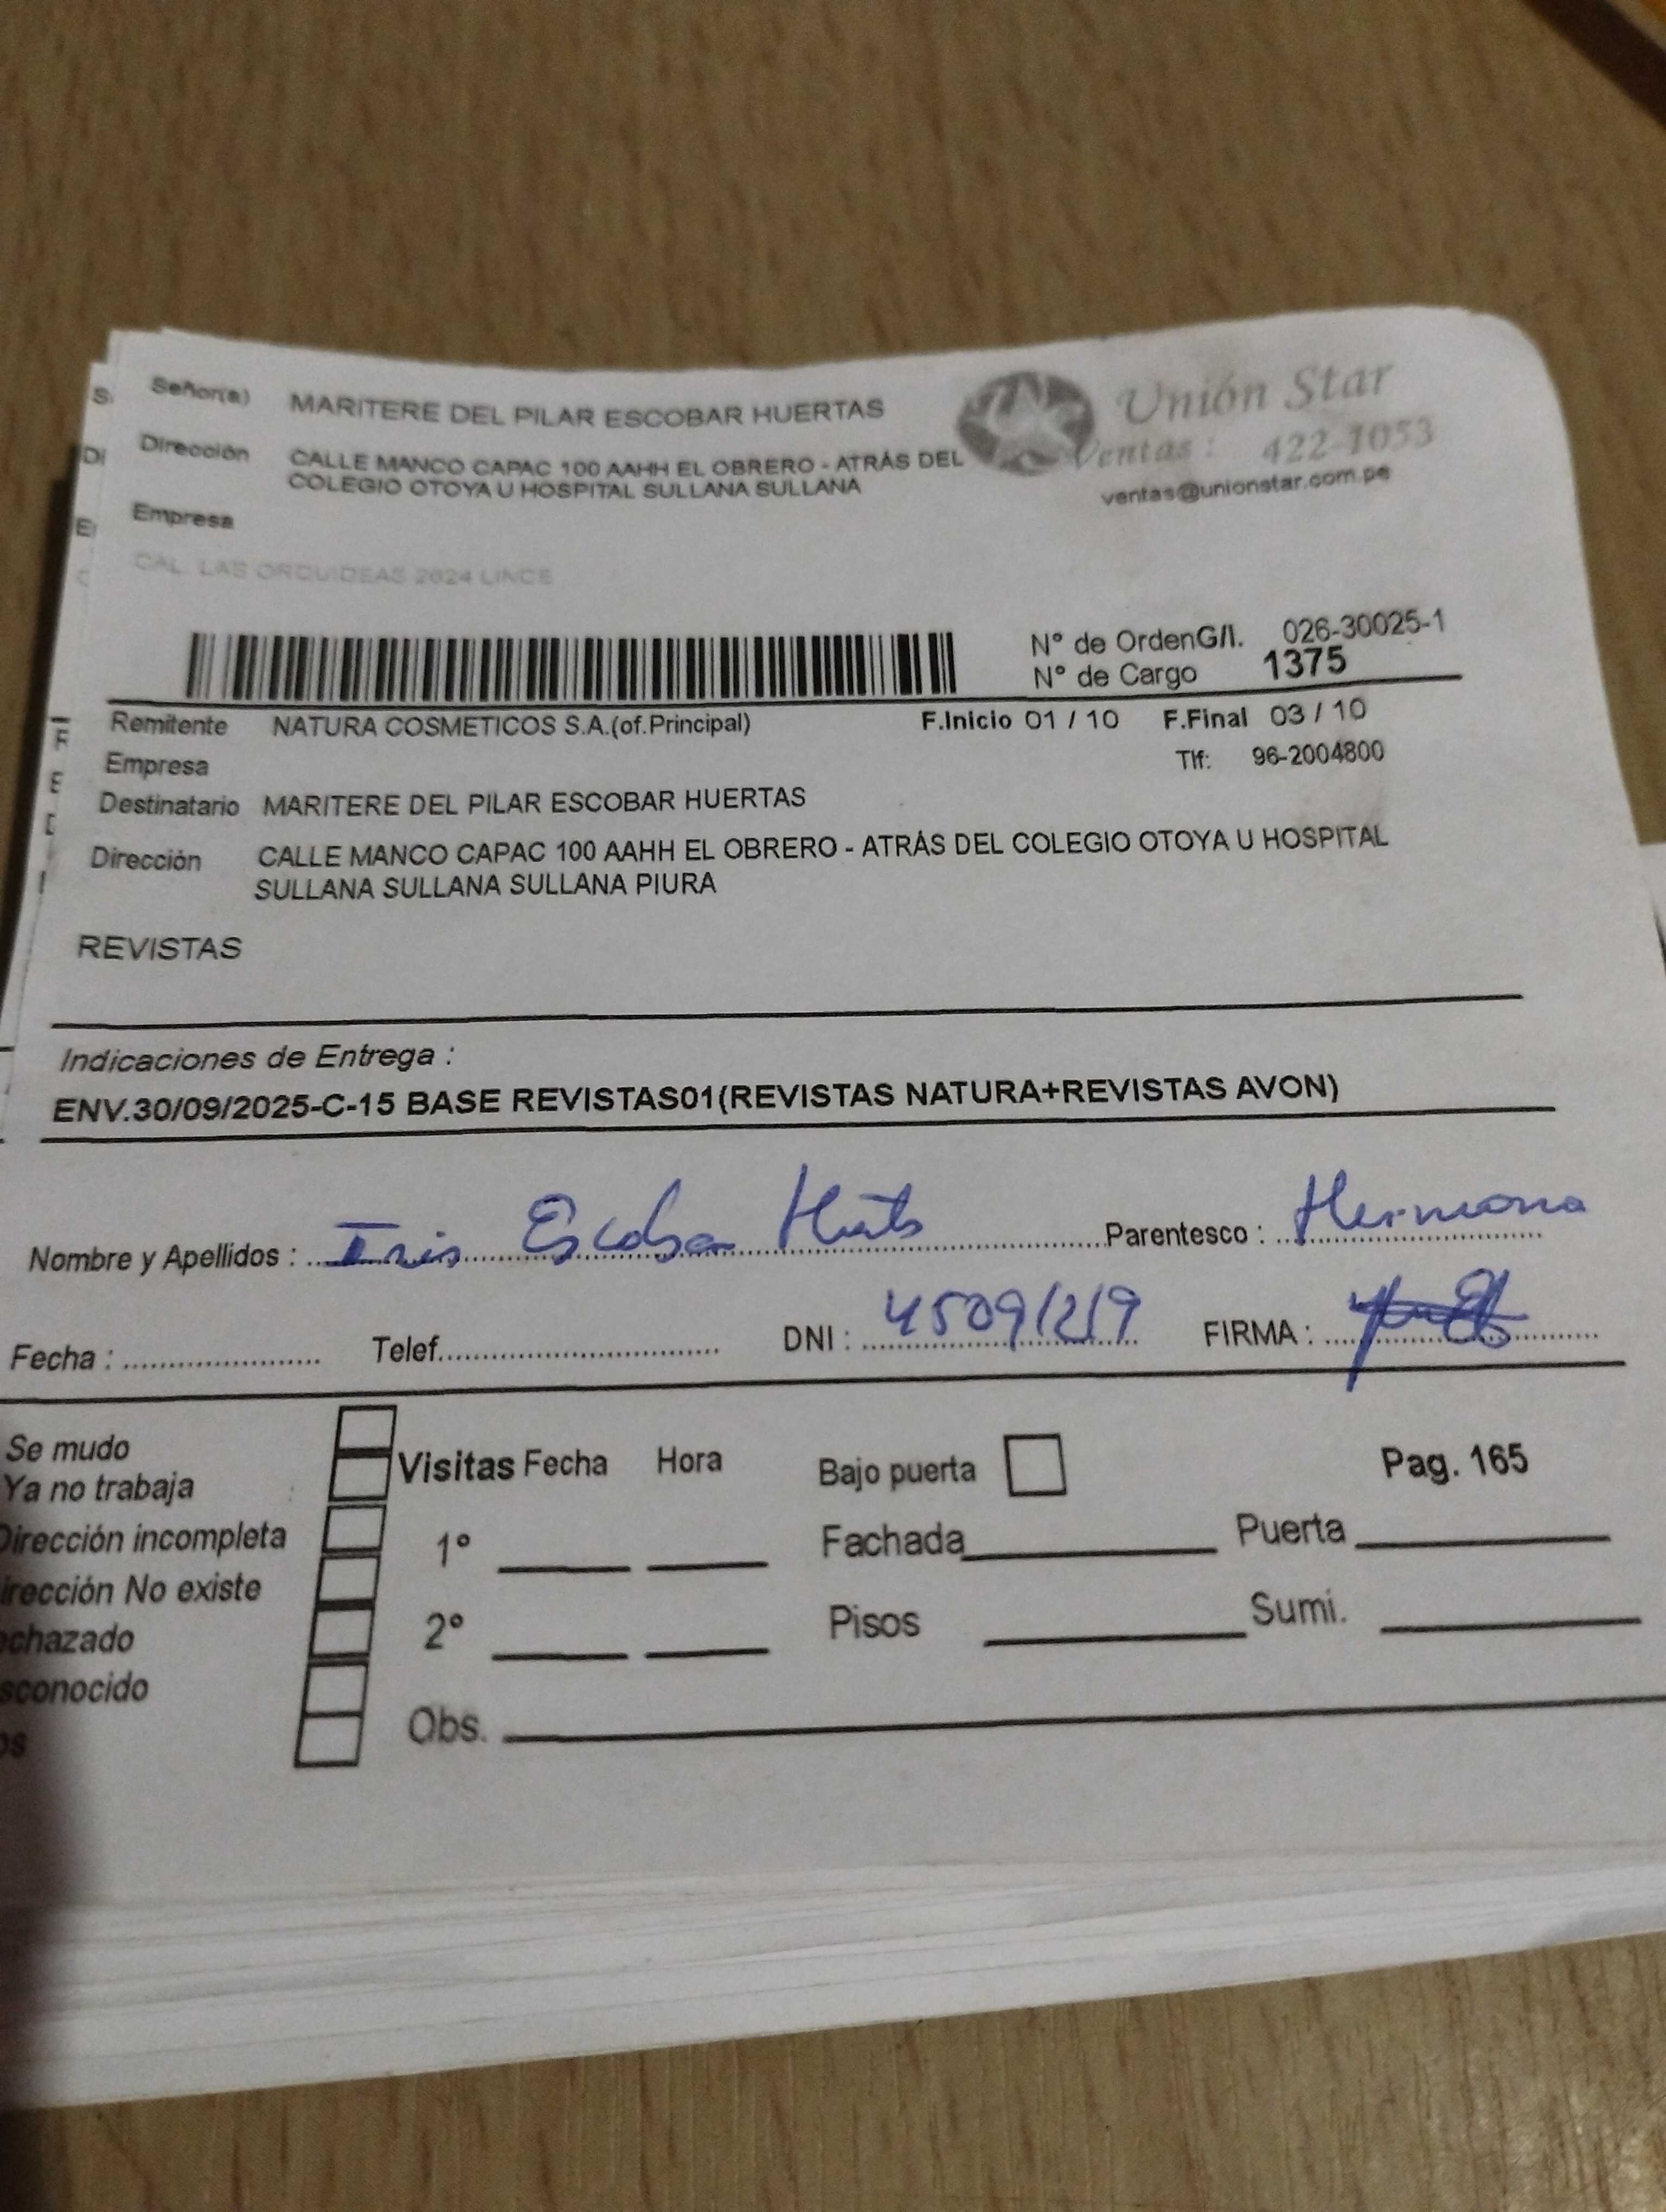 Señor(a) MARITERE DEL PILAR ESCOBAR HUERTAS
Unión Star
Ventas : 422-1053
ventas@unionstar.com.pe
Dirección CALLE MANCO CAPAC 100 AAHH EL OBRERO - ATRÁS DEL
COLEGIO OTOYA U HOSPITAL SULLANA SULLANA
Empresa
CAL. LAS ORQUIDEAS 2624 LINCE
N° de OrdenG/I. 026-30025-1
N° de Cargo 1375
Remitente NATURA COSMETICOS S.A.(of.Principal) F.Inicio 01 / 10 F.Final 03 / 10
Empresa Tlf: 96-2004800
Destinatario MARITERE DEL PILAR ESCOBAR HUERTAS
Dirección CALLE MANCO CAPAC 100 AAHH EL OBRERO - ATRÁS DEL COLEGIO OTOYA U HOSPITAL
SULLANA SULLANA SULLANA PIURA
REVISTAS
Indicaciones de Entrega :
ENV.30/09/2025-C-15 BASE REVISTAS01(REVISTAS NATURA+REVISTAS AVON)
Nombre y Apellidos : Iris Escobar Parentesco : Hermana
Fecha : Telef. DNI : 45091219 FIRMA :
Se mudo
Ya no trabaja
Visitas Fecha Hora Bajo puerta Pag. 165
Dirección incompleta 1° Fachada Puerta
irección No existe
echazado 2° Pisos Sumi.
sconocido
os Obs.